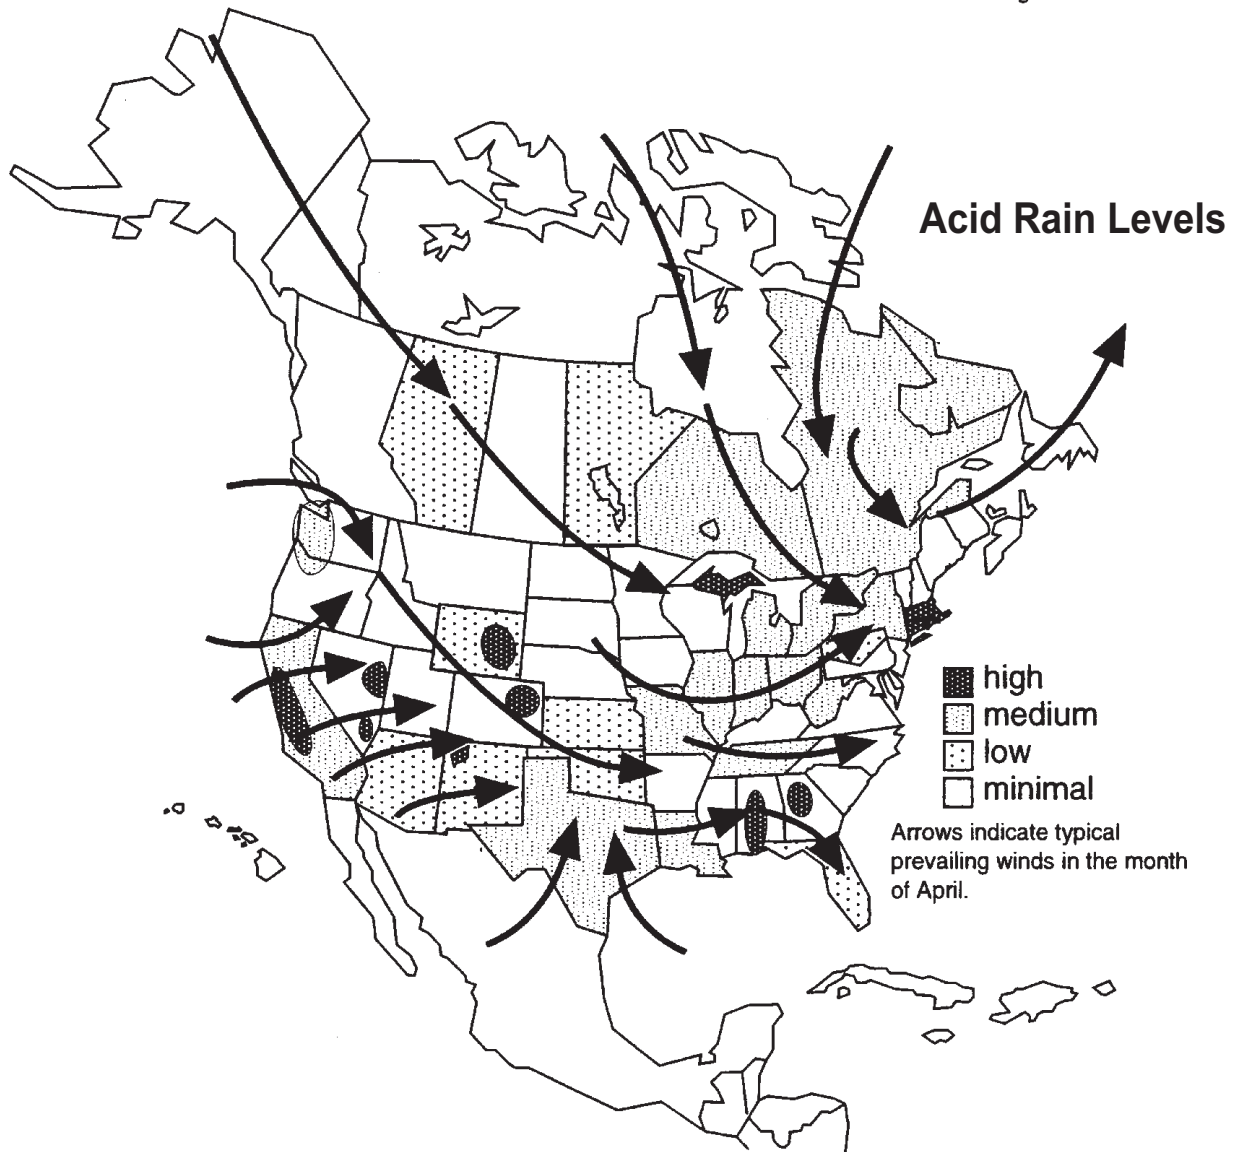 Acid Rain Levels
high
medium
low
minimal
Arrows indicate typical
prevailing winds in the month
of April.